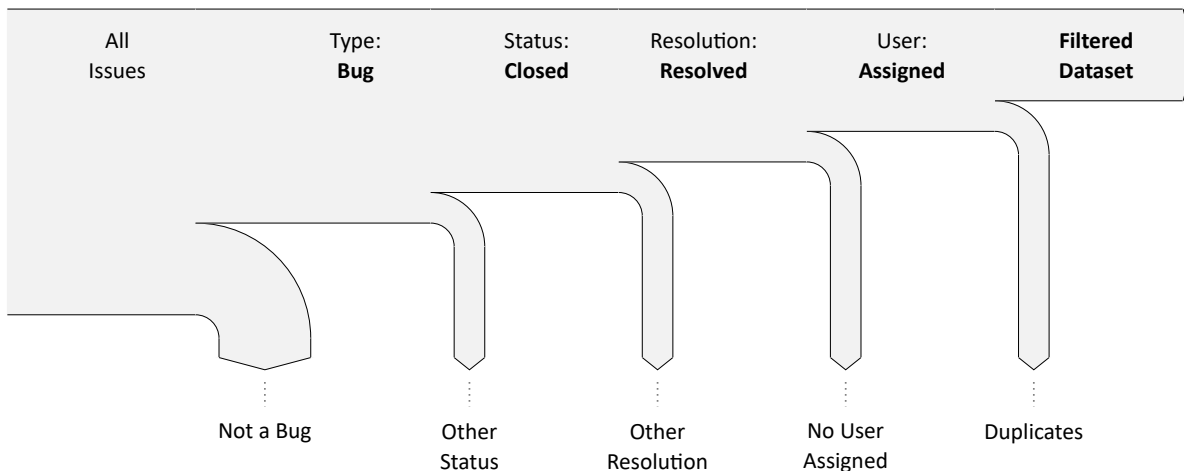 All
Issues
Type:
Bug
Status:
Closed
Resolution:
Resolved
User:
Assigned
Filtered
Dataset
Not a Bug
Other
Status
Other
Resolution
No User
Assigned
Duplicates